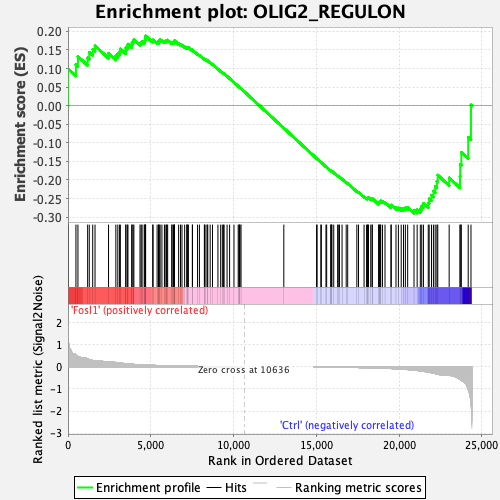 Enrichment plot: OLIG2_REGULON
Enrichment score (ES)
0.20
0.15
0.10
0.05
0.00
-0.05
-0.10
-0.15
-0.20
-0.25
-0.30
'Fosl1' (positively correlated)
Ranked list metric (Signal2Noise)
2
1
0
-1
-2
-3
Zero cross at 10636
'Ctrl' (negatively correlated)
0
5,000
10,000
15,000
20,000
25,000
Rank in Ordered Dataset
Enrichment profile
Hits
Ranking metric scores